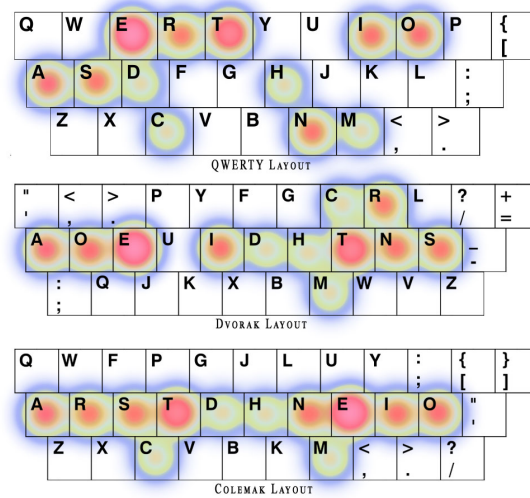 Q W E R T Y U I O P {
[
A S D F G H J K L :
;
Z X C V B N M < >
, .
QWERTY LAYOUT
" < > P Y F G C R L ? +
' , . / =
A O E U I D H T N S _
-
: Q J K X B M W V Z
;
DVORAK LAYOUT
Q W F P G J L U Y : { }
; [ ]
A R S T D H N E I O "
'
Z X C V B K M < > ?
, . /
COLEMAK LAYOUT